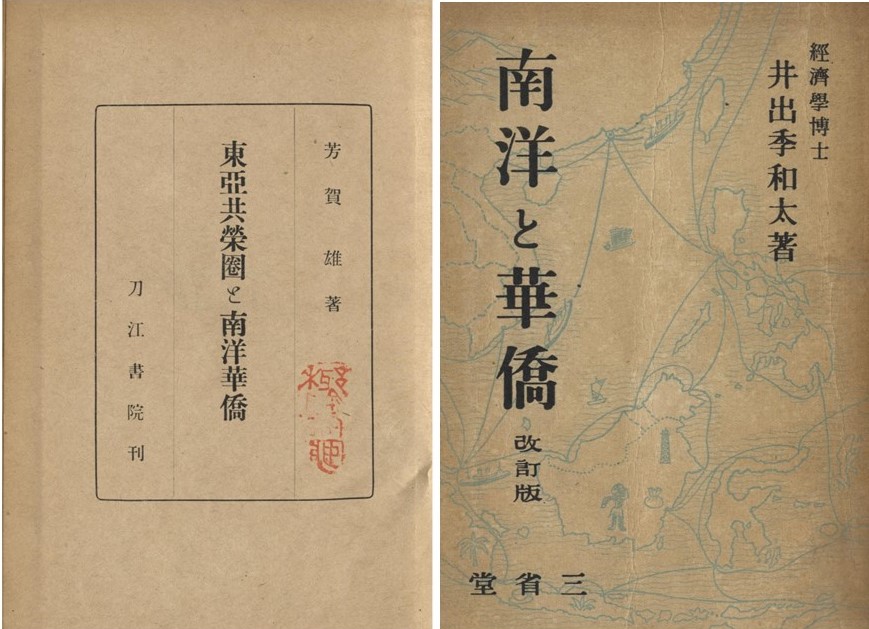 芳賀雄著
東亞共榮圈と南洋華僑
刀江書院刊
經濟學博士
井出季和太著
南洋と華僑
改訂版
三省堂